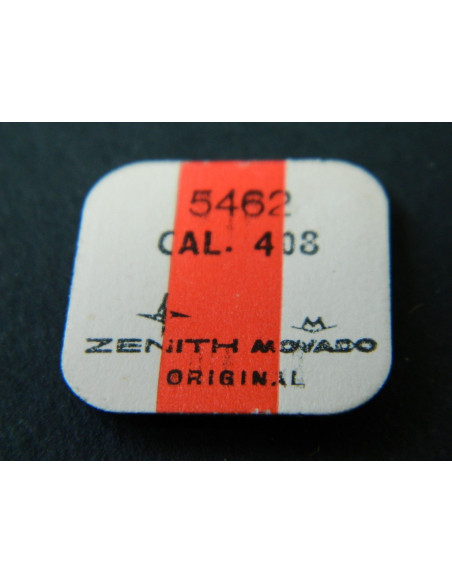 5462
CAL. 408
ZENITH MOVADO
ORIGINAL